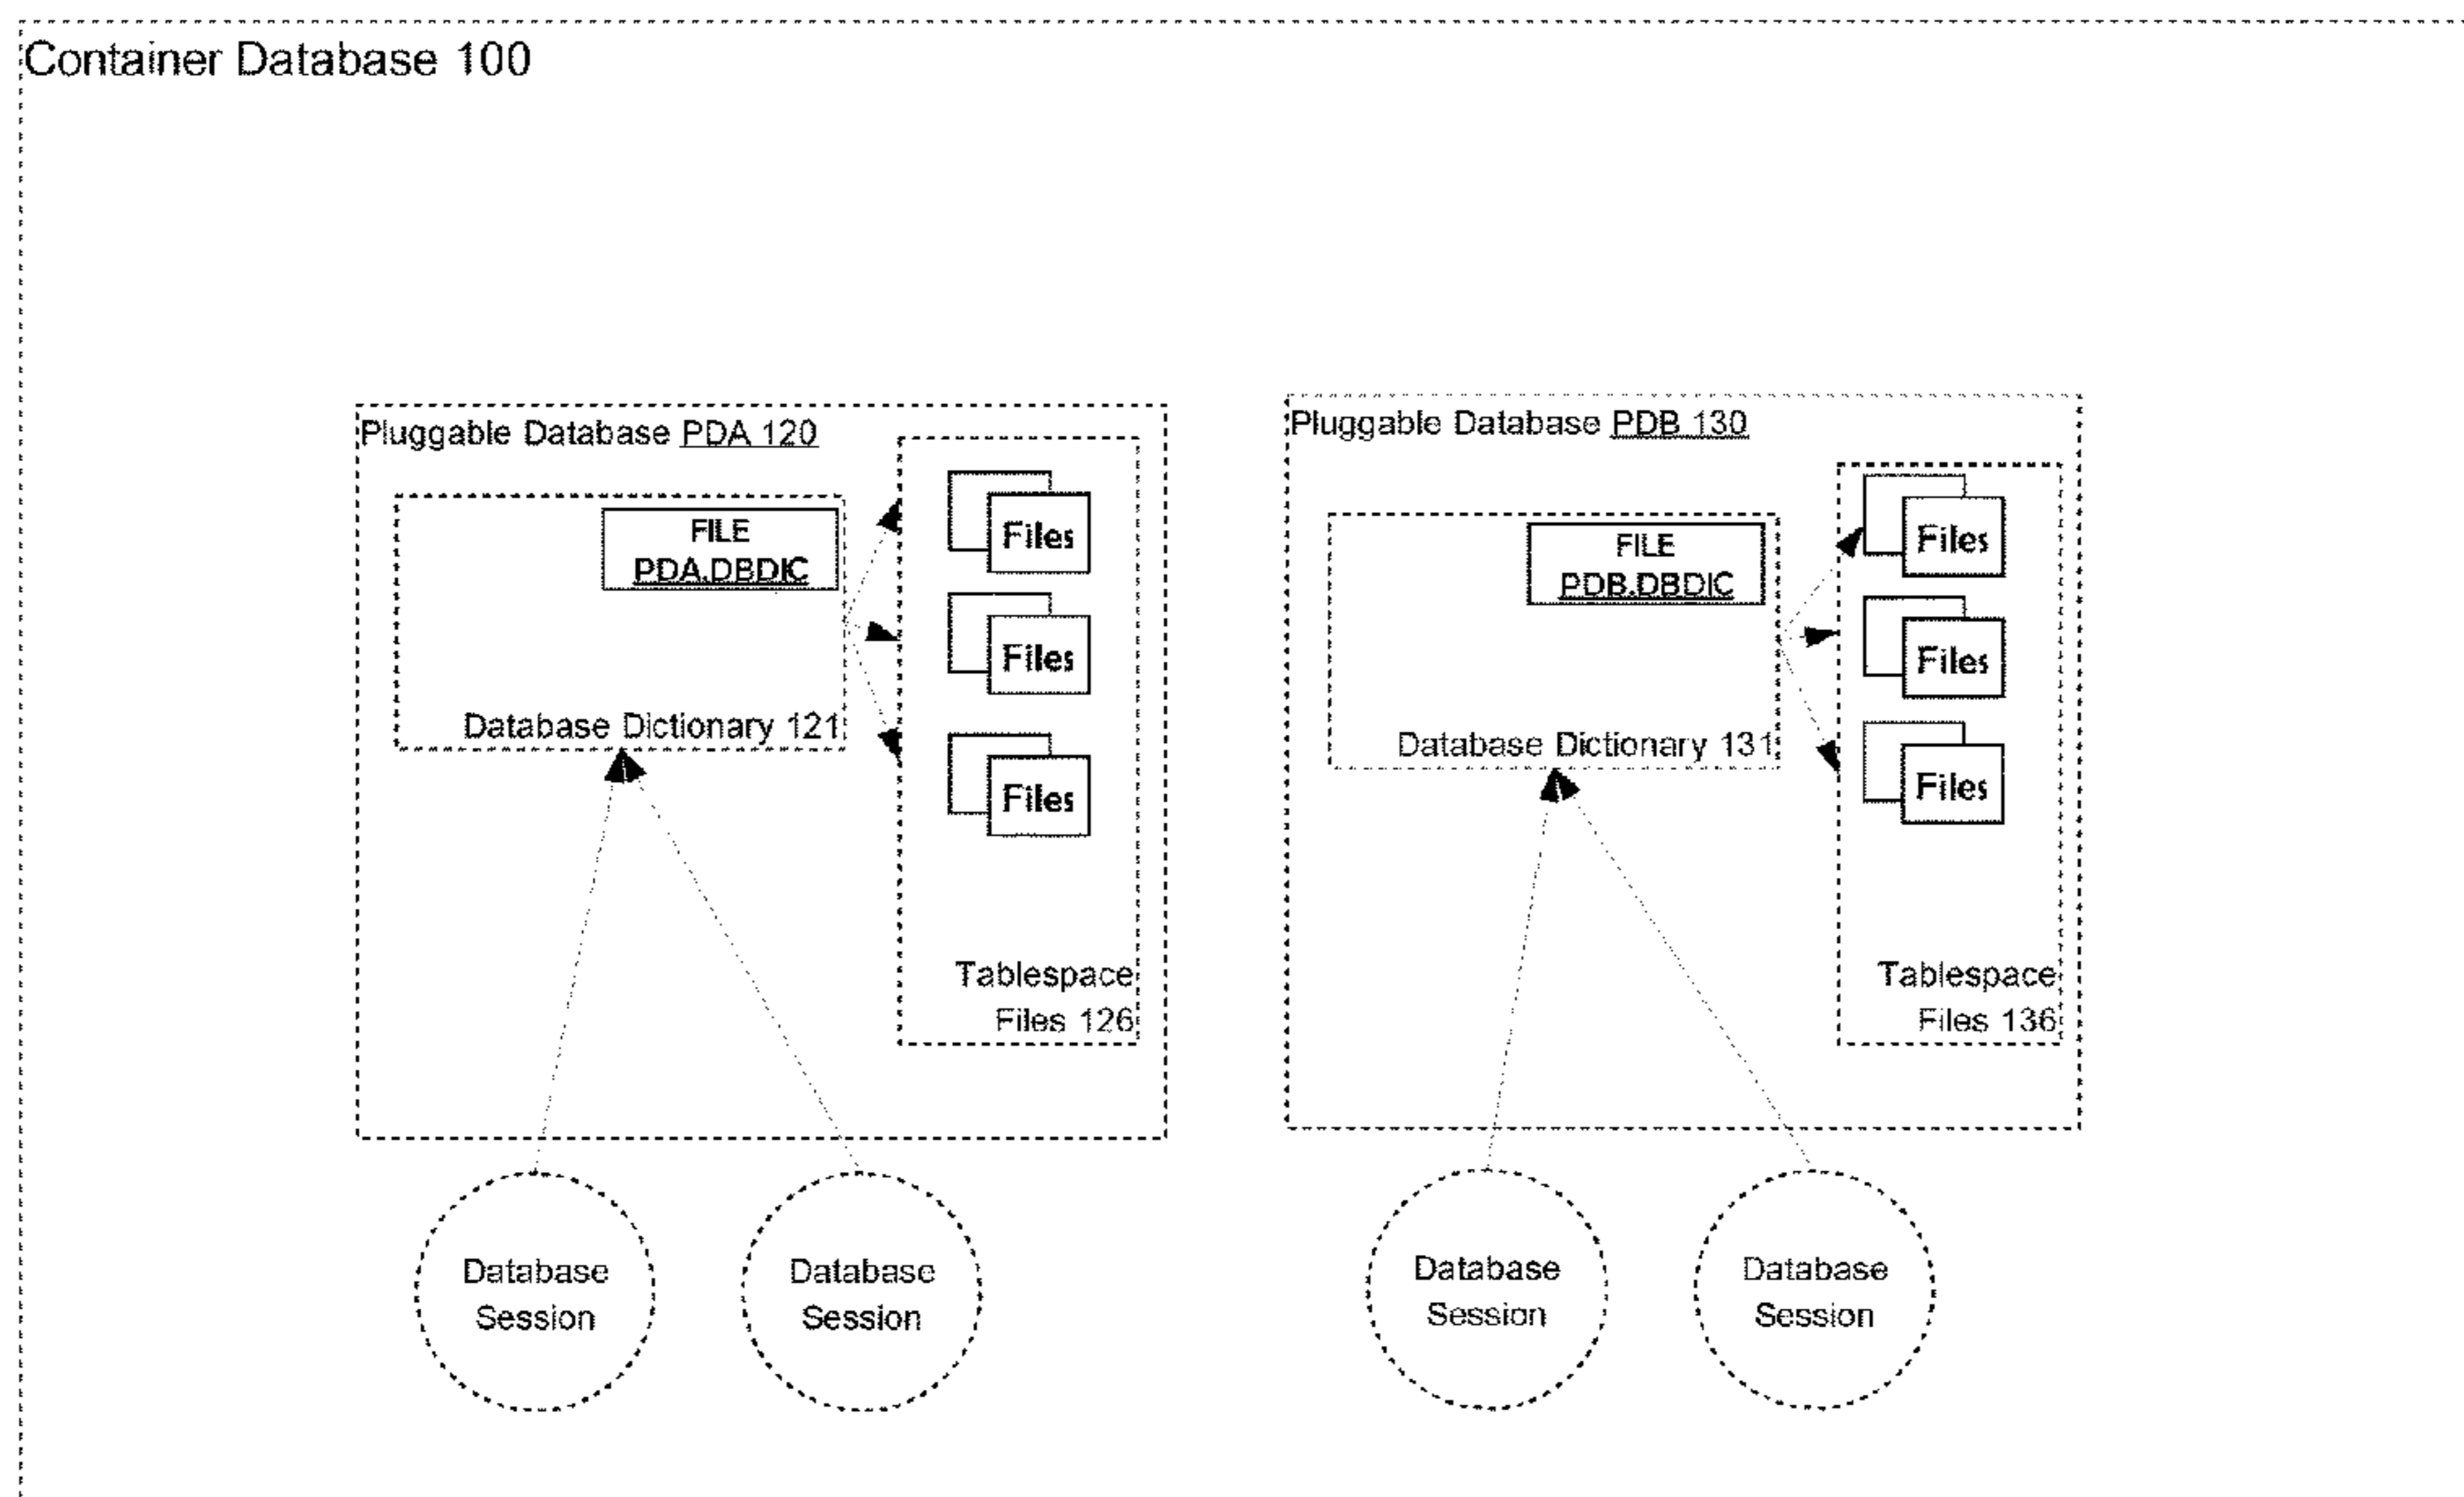 Container Database 100
Pluggable Database PDA 120
FILE
PDA.DBDIC
Database Dictionary 121
Files
Files
Files
Tablespace
Files 126
Database
Session
Database
Session
Pluggable Database PDB 130
FILE
PDB.DBDIC
Database Dictionary 131
Files
Files
Files
Tablespace
Files 136
Database
Session
Database
Session